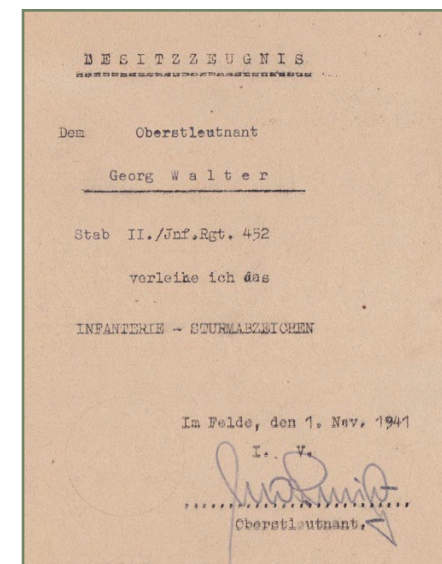 B E S I T Z Z E U G N I S
Dem Oberstleutnant
Georg W a l t e r
Stab II./Jnf.Rgt. 452
verleihe ich das
INFANTERIE - STURMABZEICHEN
Im Felde, den 1. Nov. 1941
I. V.
Oberstleutnant,